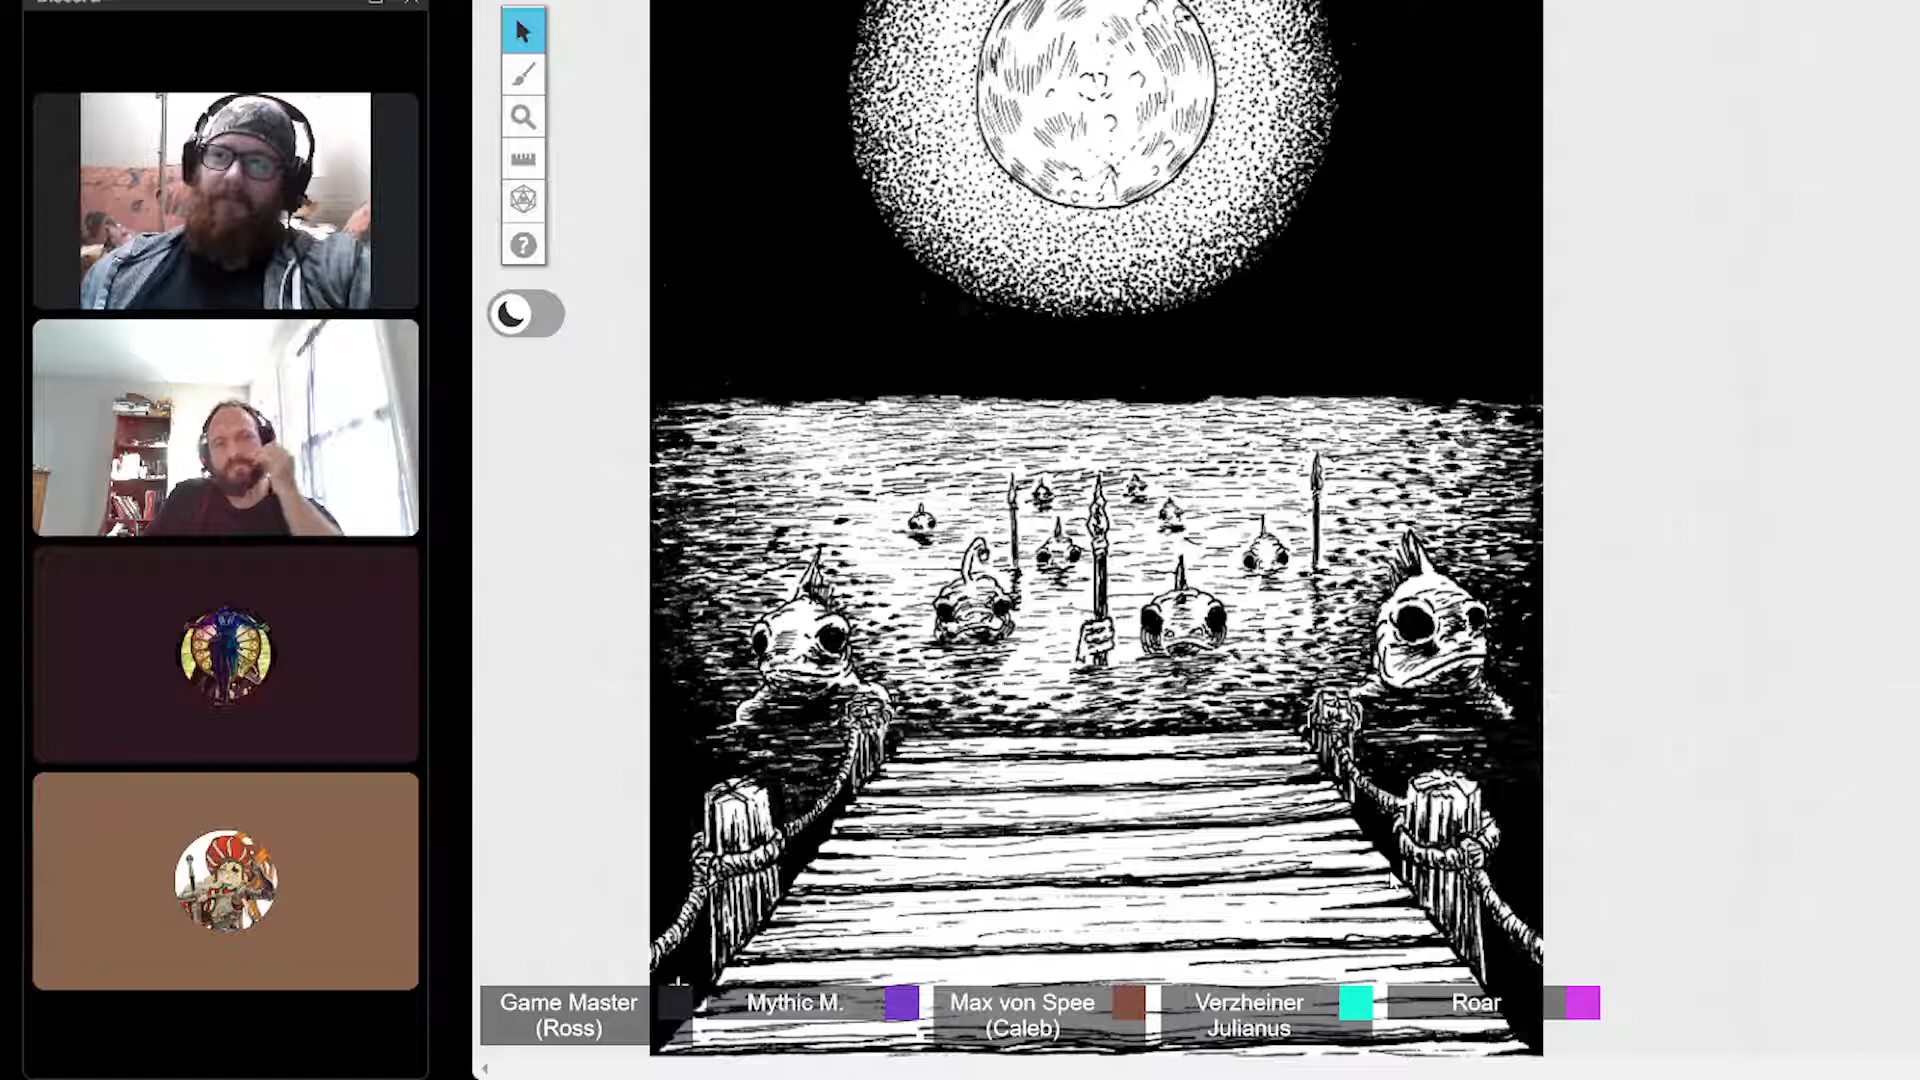 Game Master
(Ross)
Mythic M.
Max von Spee
(Caleb)
Verzheiner
Julianus
Roar